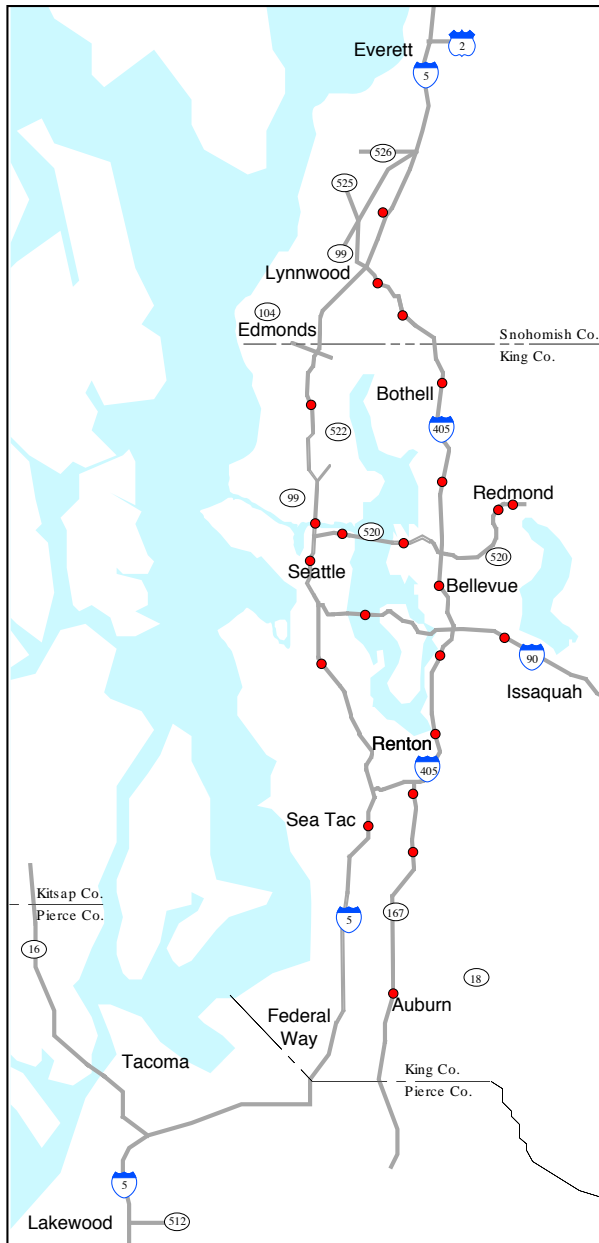 2
Everett
5
526
525
99
Lynnwood
104
Edmonds
Snohomish Co.
King Co.
Bothell
405
522
Redmond
99
520
520
Seattle
Bellevue
90
Issaquah
Renton
405
Sea Tac
Kitsap Co.
Pierce Co.
167
5
16
18
Auburn
Federal
Way
Tacoma
King Co.
Pierce Co.
5
Lakewood
512